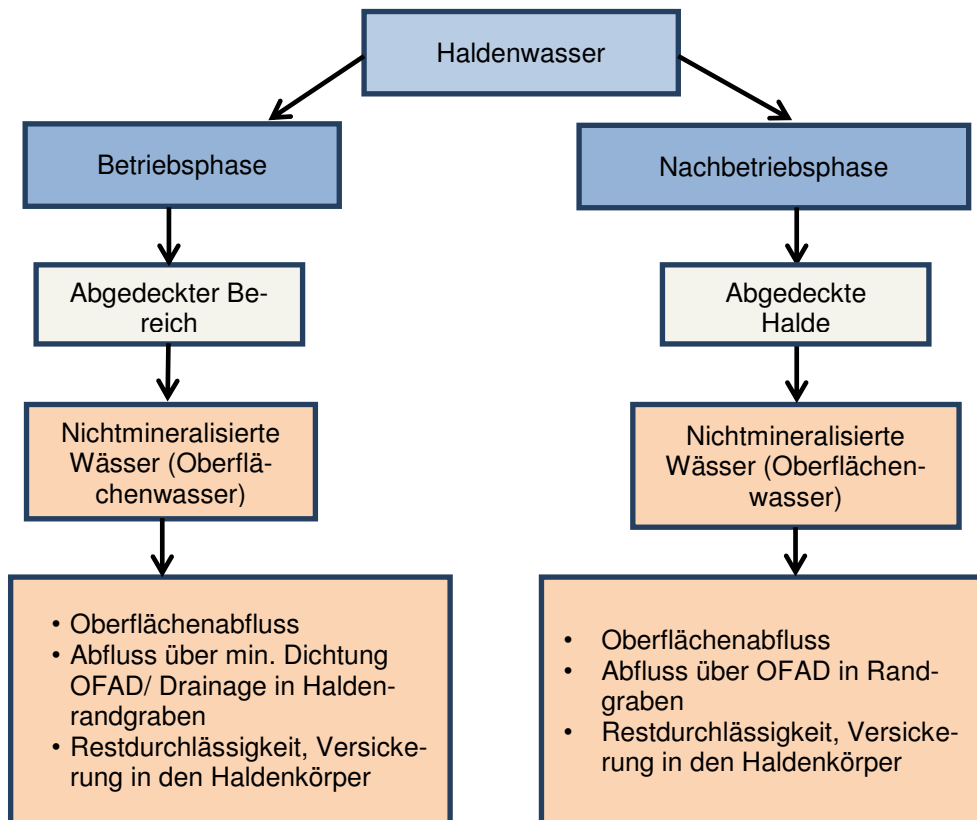 Haldenwasser
Betriebsphase
Nachbetriebsphase
Abgedeckter Be-
reich
Abgedeckte
Halde
Nichtmineralisierte
Wässer (Oberflä-
chenwasser)
Nichtmineralisierte
Wässer (Oberflächen-
wasser)
• Oberflächenabfluss
• Abfluss über min. Dichtung
OFAD/ Drainage in Halden-
randgraben
• Restdurchlässigkeit, Versicke-
rung in den Haldenkörper
• Oberflächenabfluss
• Abfluss über OFAD in Rand-
graben
• Restdurchlässigkeit, Versicke-
rung in den Haldenkörper